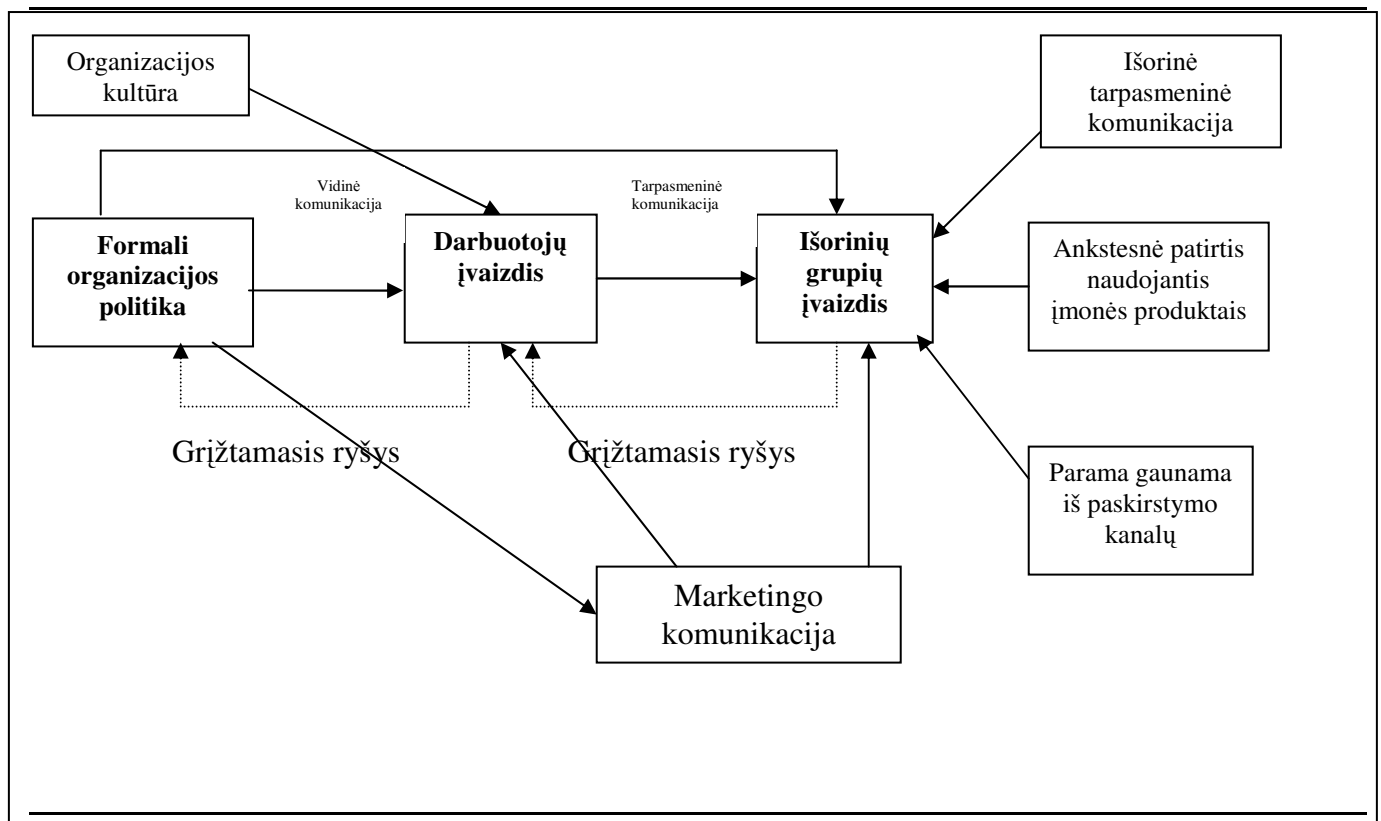 Organizacijos
kultūra
Išorinė
tarpasmeninė
komunikacija
Vidinė
komunikacija
Tarpasmeninė
komunikacija
Formali
organizacijos
politika
Darbuotojų
įvaizdis
Išorinių
grupių
įvaizdis
Ankstesnė patirtis
naudojantis
įmonės produktais
Grįžtamasis ryšys
Grįžtamasis ryšys
Parama gaunama
iš paskirstymo
kanalų
Marketingo
komunikacija